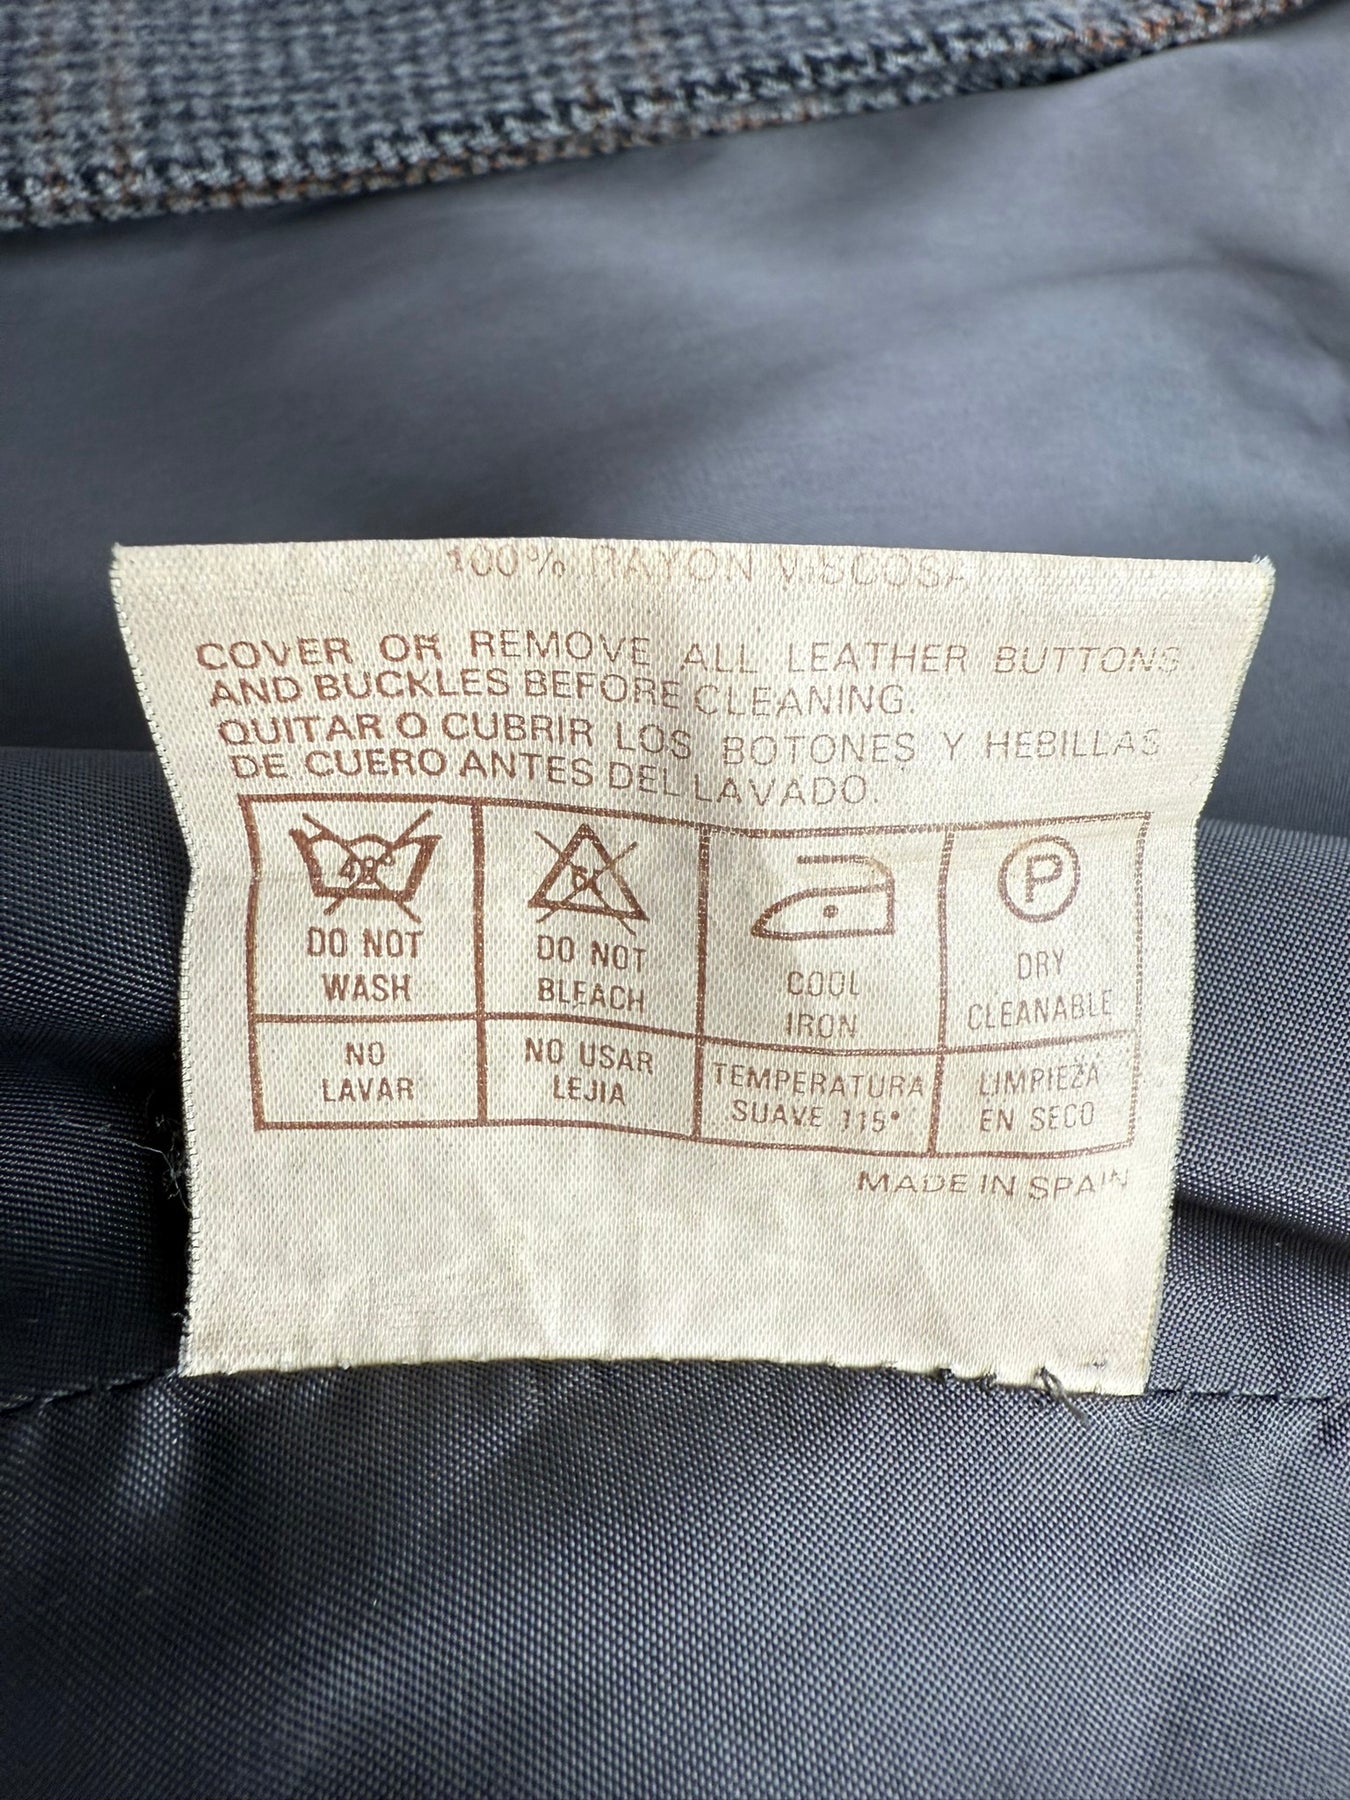 100% RAYON VISCOSA
COVER OR REMOVE ALL LEATHER BUTTONS
AND BUCKLES BEFORE CLEANING.
QUITAR O CUBRIR LOS BOTONES Y HEBILLAS
DE CUERO ANTES DEL LAVADO.
DO NOT
WASH
DO NOT
BLEACH
COOL
IRON
P
DRY
CLEANABLE
NO
LAVAR
NO USAR
LEJIA
TEMPERATURA
SUAVE 115°
LIMPIEZA
EN SECO
MADE IN SPAIN